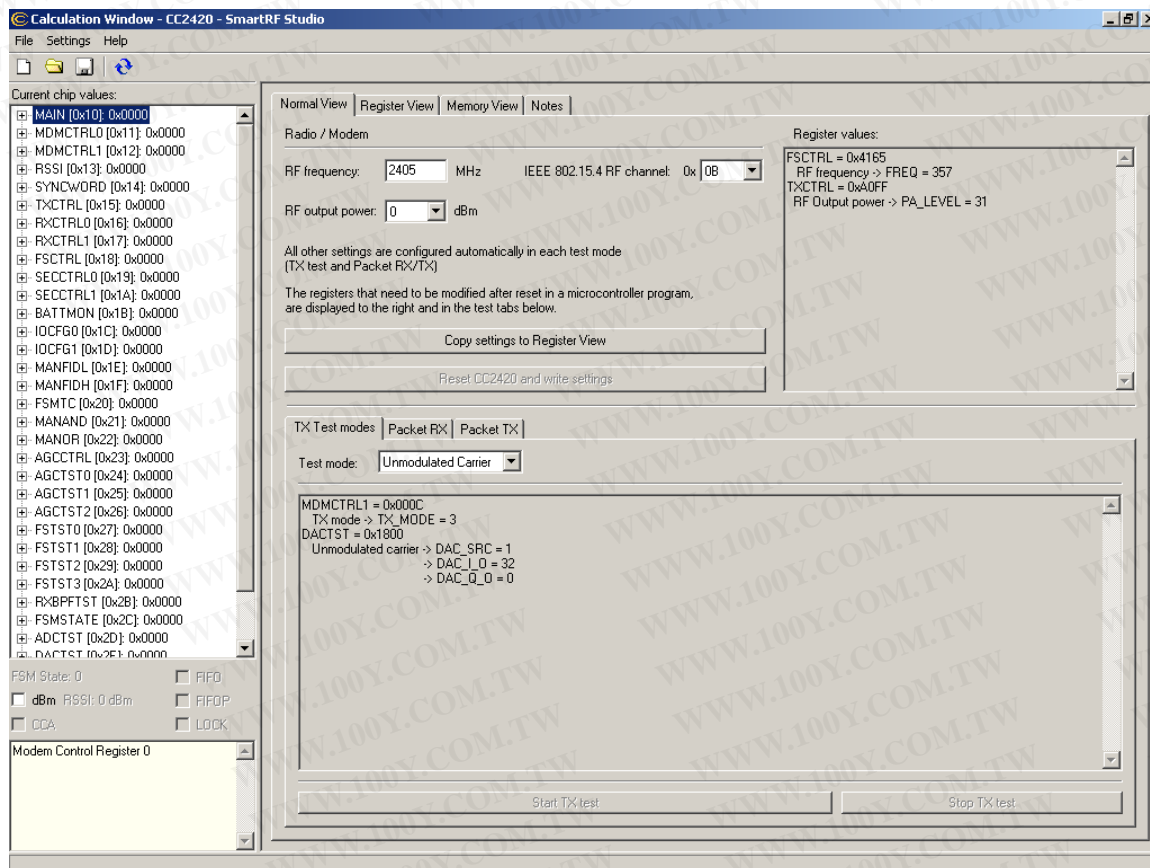 Calculation Window - CC2420 - SmartRF Studio
File Settings Help
Current chip values:
MAIN [0x10]: 0x0000
MDMCTRL0 [0x11]: 0x0000
MDMCTRL1 [0x12]: 0x0000
RSSI [0x13]: 0x0000
SYNCWORD [0x14]: 0x0000
TXCTRL [0x15]: 0x0000
RXCTRL0 [0x16]: 0x0000
RXCTRL1 [0x17]: 0x0000
FSCTRL [0x18]: 0x0000
SECCTRL0 [0x19]: 0x0000
SECCTRL1 [0x1A]: 0x0000
BATTMON [0x1B]: 0x0000
IOCFG0 [0x1C]: 0x0000
IOCFG1 [0x1D]: 0x0000
MANFIDL [0x1E]: 0x0000
MANFIDH [0x1F]: 0x0000
FSMTC [0x20]: 0x0000
MANAND [0x21]: 0x0000
MANOR [0x22]: 0x0000
AGCCTRL [0x23]: 0x0000
AGCTST0 [0x24]: 0x0000
AGCTST1 [0x25]: 0x0000
AGCTST2 [0x26]: 0x0000
FSTST0 [0x27]: 0x0000
FSTST1 [0x28]: 0x0000
FSTST2 [0x29]: 0x0000
FSTST3 [0x2A]: 0x0000
RXBPFTST [0x2B]: 0x0000
FSMSTATE [0x2C]: 0x0000
ADCTST [0x2D]: 0x0000
DACTST [0x2E]: 0x0000
FSM State: 0 FIFO
dBm RSSI: 0 dBm FIFOP
CCA LOCK
Modem Control Register 0
Normal View Register View Memory View Notes
Radio / Modem
RF frequency: 2405 MHz IEEE 802.15.4 RF channel: 0x 0B
RF output power: 0 dBm
All other settings are configured automatically in each test mode
(TX test and Packet RX/TX)
The registers that need to be modified after reset in a microcontroller program,
are displayed to the right and in the test tabs below.
Copy settings to Register View
Reset CC2420 and write settings
Register values:
FSCTRL = 0x4165
RF frequency -> FREQ = 357
TXCTRL = 0xA0FF
RF Output power -> PA_LEVEL = 31
TX Test modes Packet RX Packet TX
Test mode: Unmodulated Carrier
MDMCTRL1 = 0x000C
TX mode -> TX_MODE = 3
DACTST = 0x1800
Unmodulated carrier -> DAC_SRC = 1
-> DAC_I_O = 32
-> DAC_Q_O = 0
Start TX test Stop TX test
WWW.100Y.COM.TW